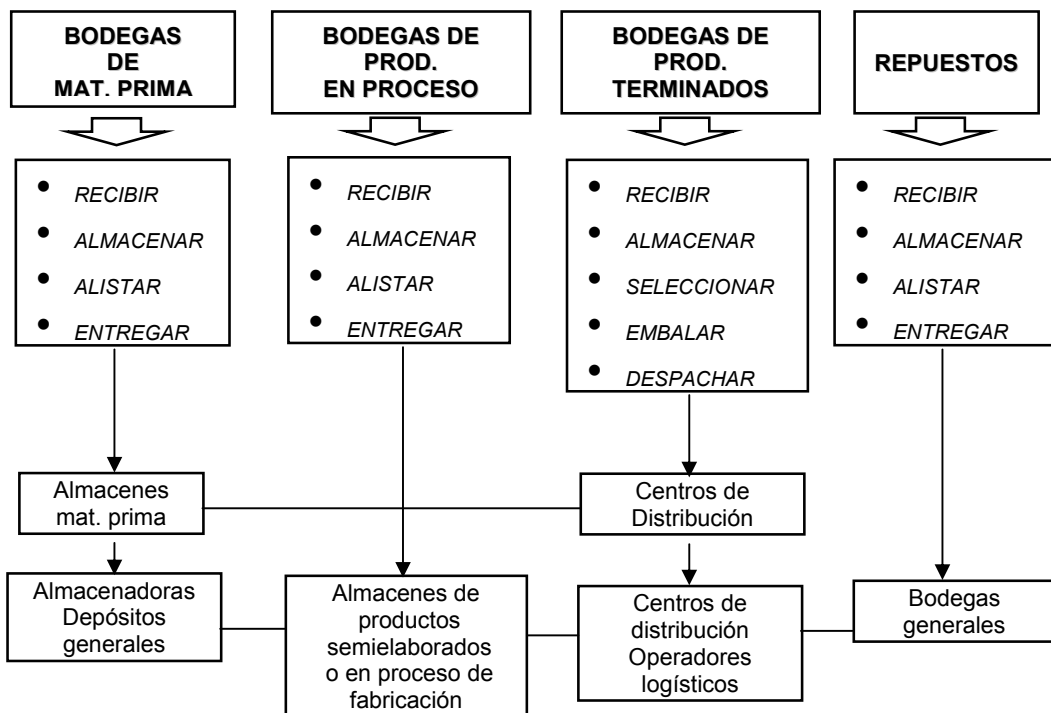 BODEGAS
DE
MAT. PRIMA
BODEGAS DE
PROD.
EN PROCESO
BODEGAS DE
PROD.
TERMINADOS
REPUESTOS
• RECIBIR
• ALMACENAR
• ALISTAR
• ENTREGAR
• RECIBIR
• ALMACENAR
• ALISTAR
• ENTREGAR
• RECIBIR
• ALMACENAR
• SELECCIONAR
• EMBALAR
• DESPACHAR
• RECIBIR
• ALMACENAR
• ALISTAR
• ENTREGAR
Almacenes
mat. prima
Centros de
Distribución
Almacenadoras
Depósitos
generales
Almacenes de
productos
semielaborados
o en proceso de
fabricación
Centros de
distribución
Operadores
logísticos
Bodegas
generales